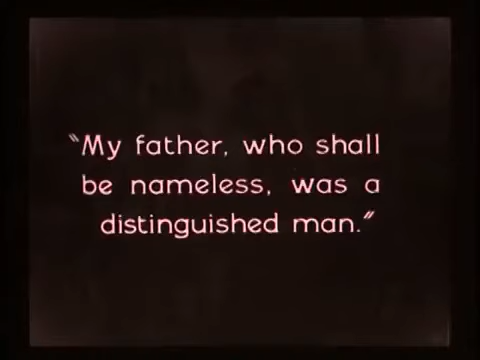 "My father, who shall
be nameless, was a
distinguished man."